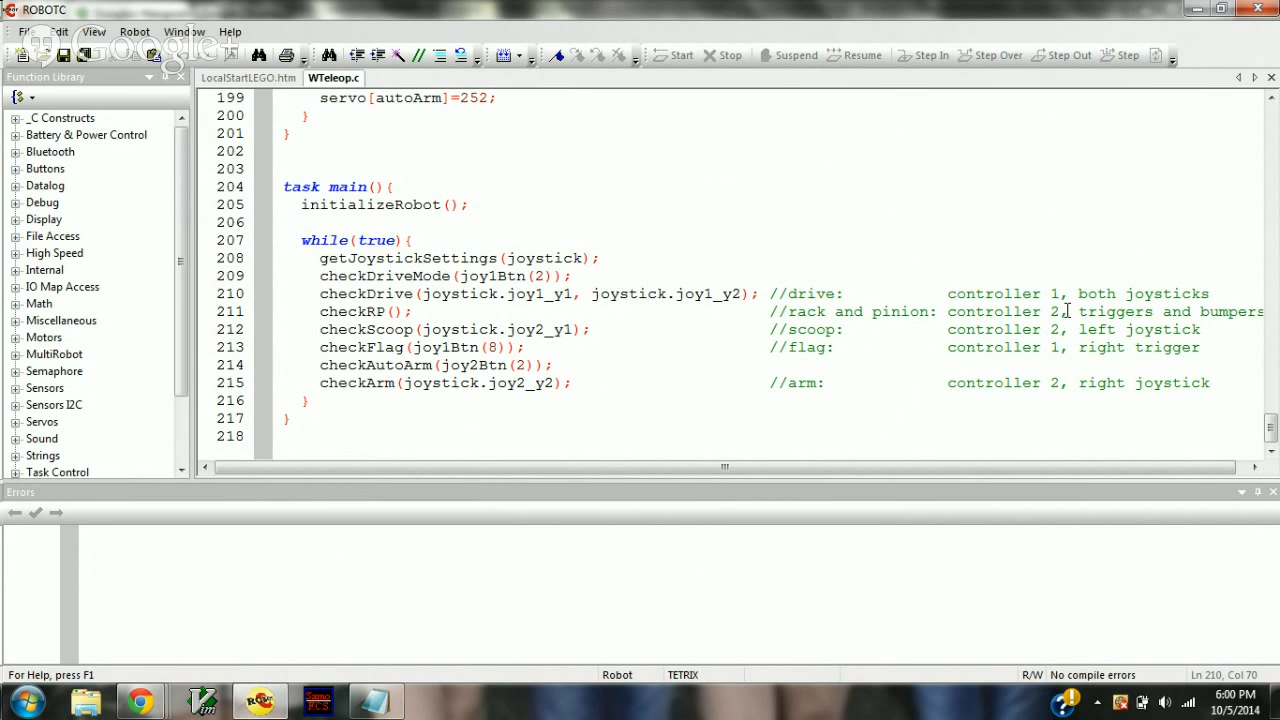 ROBOTC
File Edit View Robot Window Help
Google+
Start Stop Suspend Resume Step In Step Over Step Out Step
Function Library
LocalStartLEGO.htm WTeleop.c
_C Constructs
Battery & Power Control
Bluetooth
Buttons
Datalog
Debug
Display
File Access
High Speed
Internal
IO Map Access
Math
Miscellaneous
Motors
MultiRobot
Semaphore
Sensors
Sensors I2C
Servos
Sound
Strings
Task Control
199 servo[autoArm]=252;
200 }
201 }
202
203
204 task main(){
205 initializeRobot();
206
207 while(true){
208 getJoystickSettings(joystick);
209 checkDriveMode(joy1Btn(2));
210 checkDrive(joystick.joy1_y1, joystick.joy1_y2); //drive: controller 1, both joysticks
211 checkRP(); //rack and pinion: controller 2, triggers and bumpers
212 checkScoop(joystick.joy2_y1); //scoop: controller 2, left joystick
213 checkFlag(joy1Btn(8)); //flag: controller 1, right trigger
214 checkAutoArm(joy2Btn(2));
215 checkArm(joystick.joy2_y2); //arm: controller 2, right joystick
216 }
217 }
218
Errors
For Help, press F1 Robot TETRIX R/W No compile errors Ln 210, Col 70
6:00 PM
10/5/2014